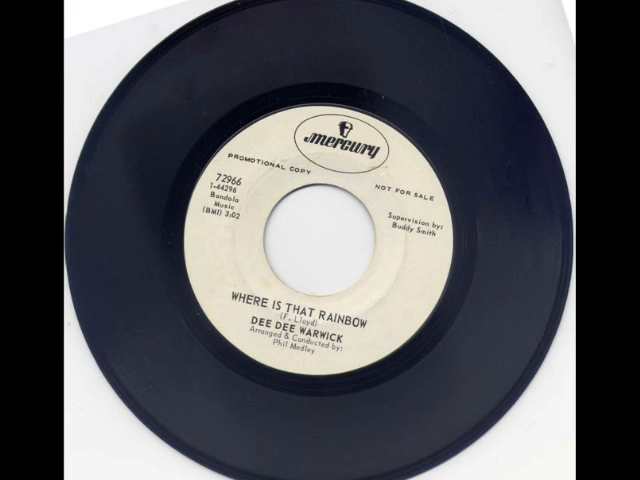 mercury
PROMOTIONAL COPY
NOT FOR SALE
72966
1-44296
Bandola
Music
(BMI) 3:02
Supervision by:
Buddy Smith
WHERE IS THAT RAINBOW
(F. Lloyd)
DEE DEE WARWICK
Arranged & Conducted by:
Phil Medley